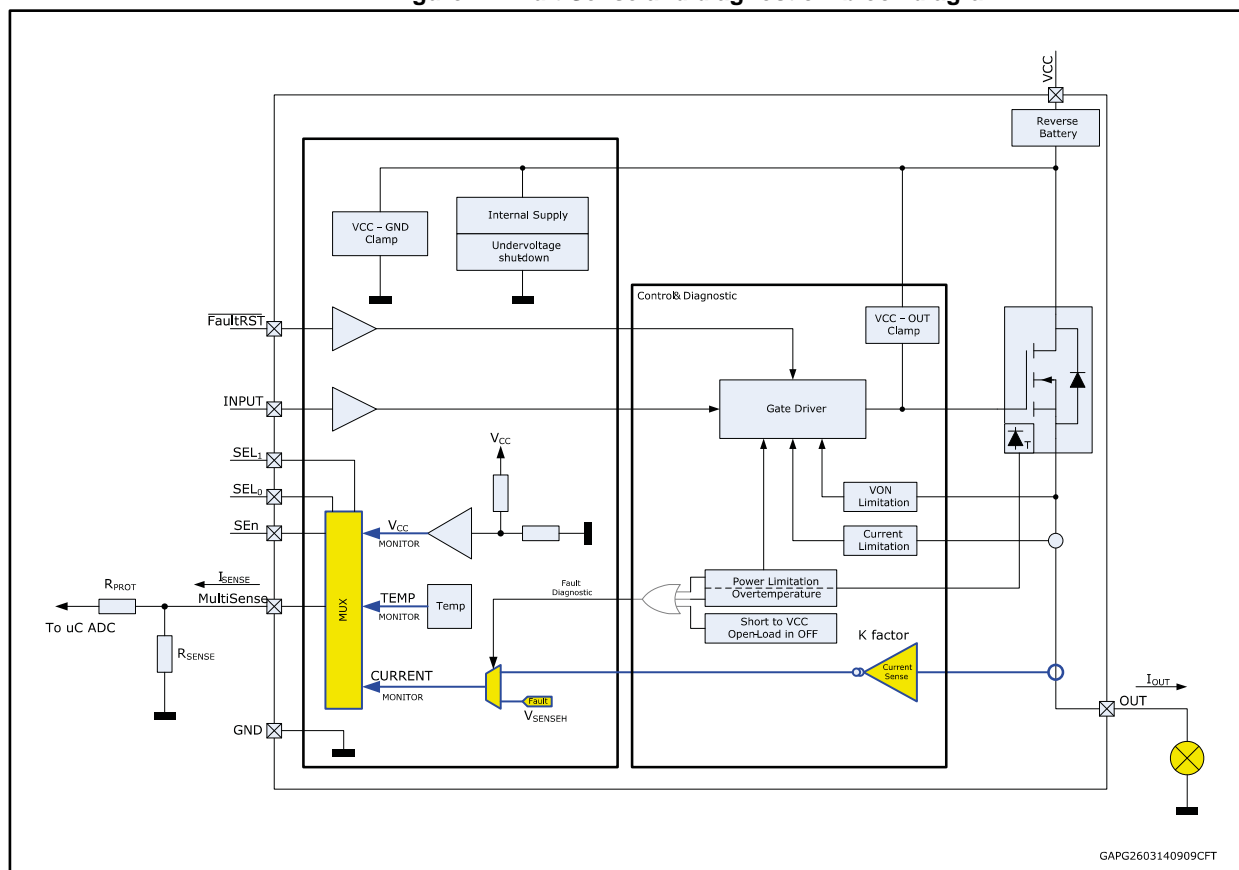 VCC
Reverse
Battery
VCC – GND
Clamp
Internal Supply
Undervoltage
shutdown
Control& Diagnostic
VCC – OUT
Clamp
FaultRST
INPUT
Gate Driver
SEL1
SEL0
SEn
VCC
VCC
MONITOR
VON
Limitation
Current
Limitation
RPROT
ISENSE
MultiSense
To uC ADC
RSENSE
MUX
TEMP
MONITOR
Temp
Fault
Diagnostic
Power Limitation
Overtemperature
Short to VCC
Open-Load in OFF
T
K factor
Current
Sense
CURRENT
MONITOR
Fault
VSENSEH
GND
IOUT
OUT
GAPG2603140909CFT